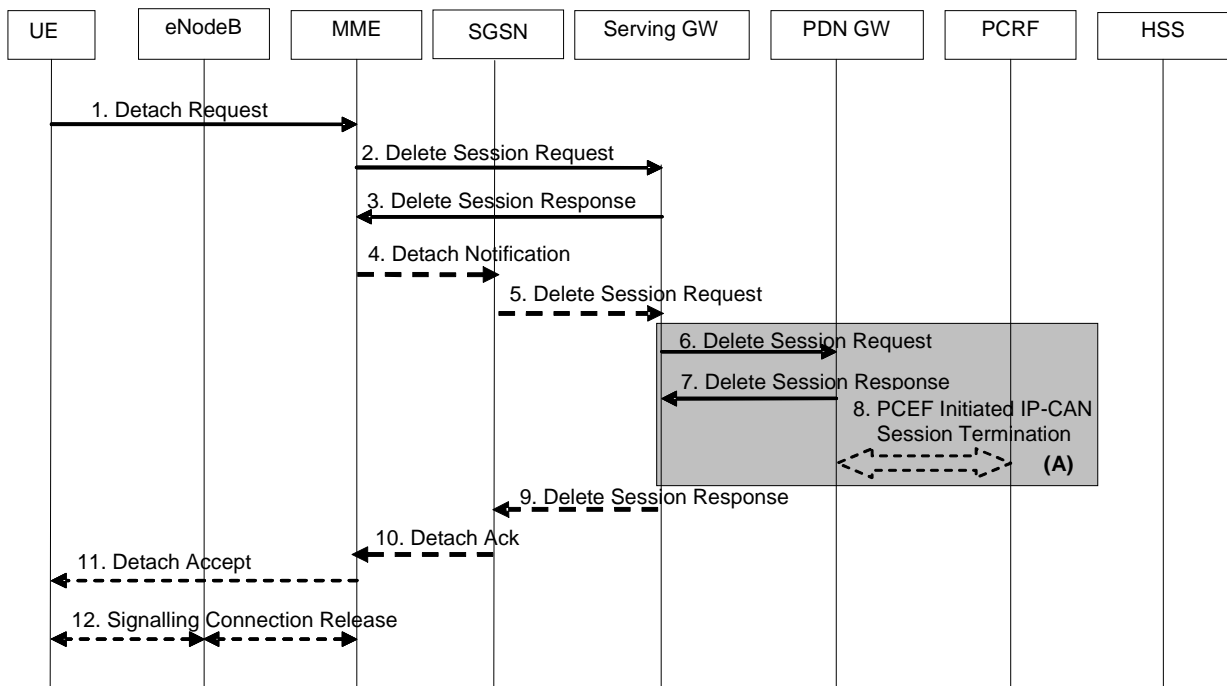 UE
eNodeB
MME
SGSN
Serving GW
PDN GW
PCRF
HSS
1. Detach Request
2. Delete Session Request
3. Delete Session Response
4. Detach Notification
5. Delete Session Request
6. Delete Session Request
7. Delete Session Response
8. PCEF Initiated IP-CAN
Session Termination
(A)
9. Delete Session Response
10. Detach Ack
11. Detach Accept
12. Signalling Connection Release